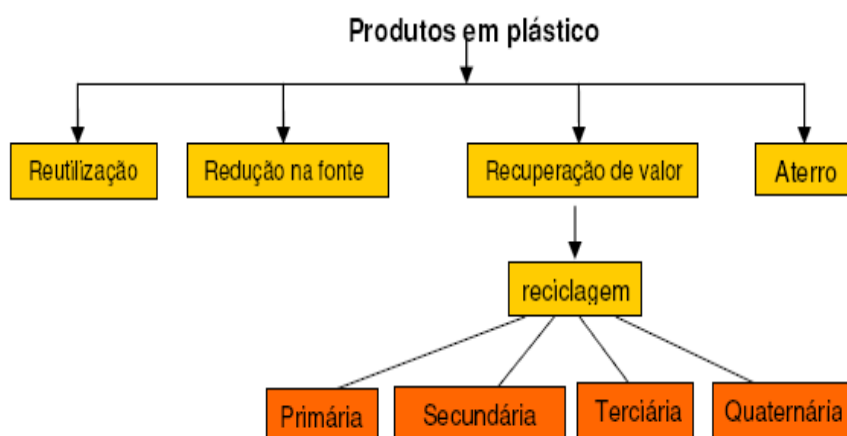 Produtos em plástico
Reutilização
Redução na fonte
Recuperação de valor
Aterro
reciclagem
Primária
Secundária
Terciária
Quaternária